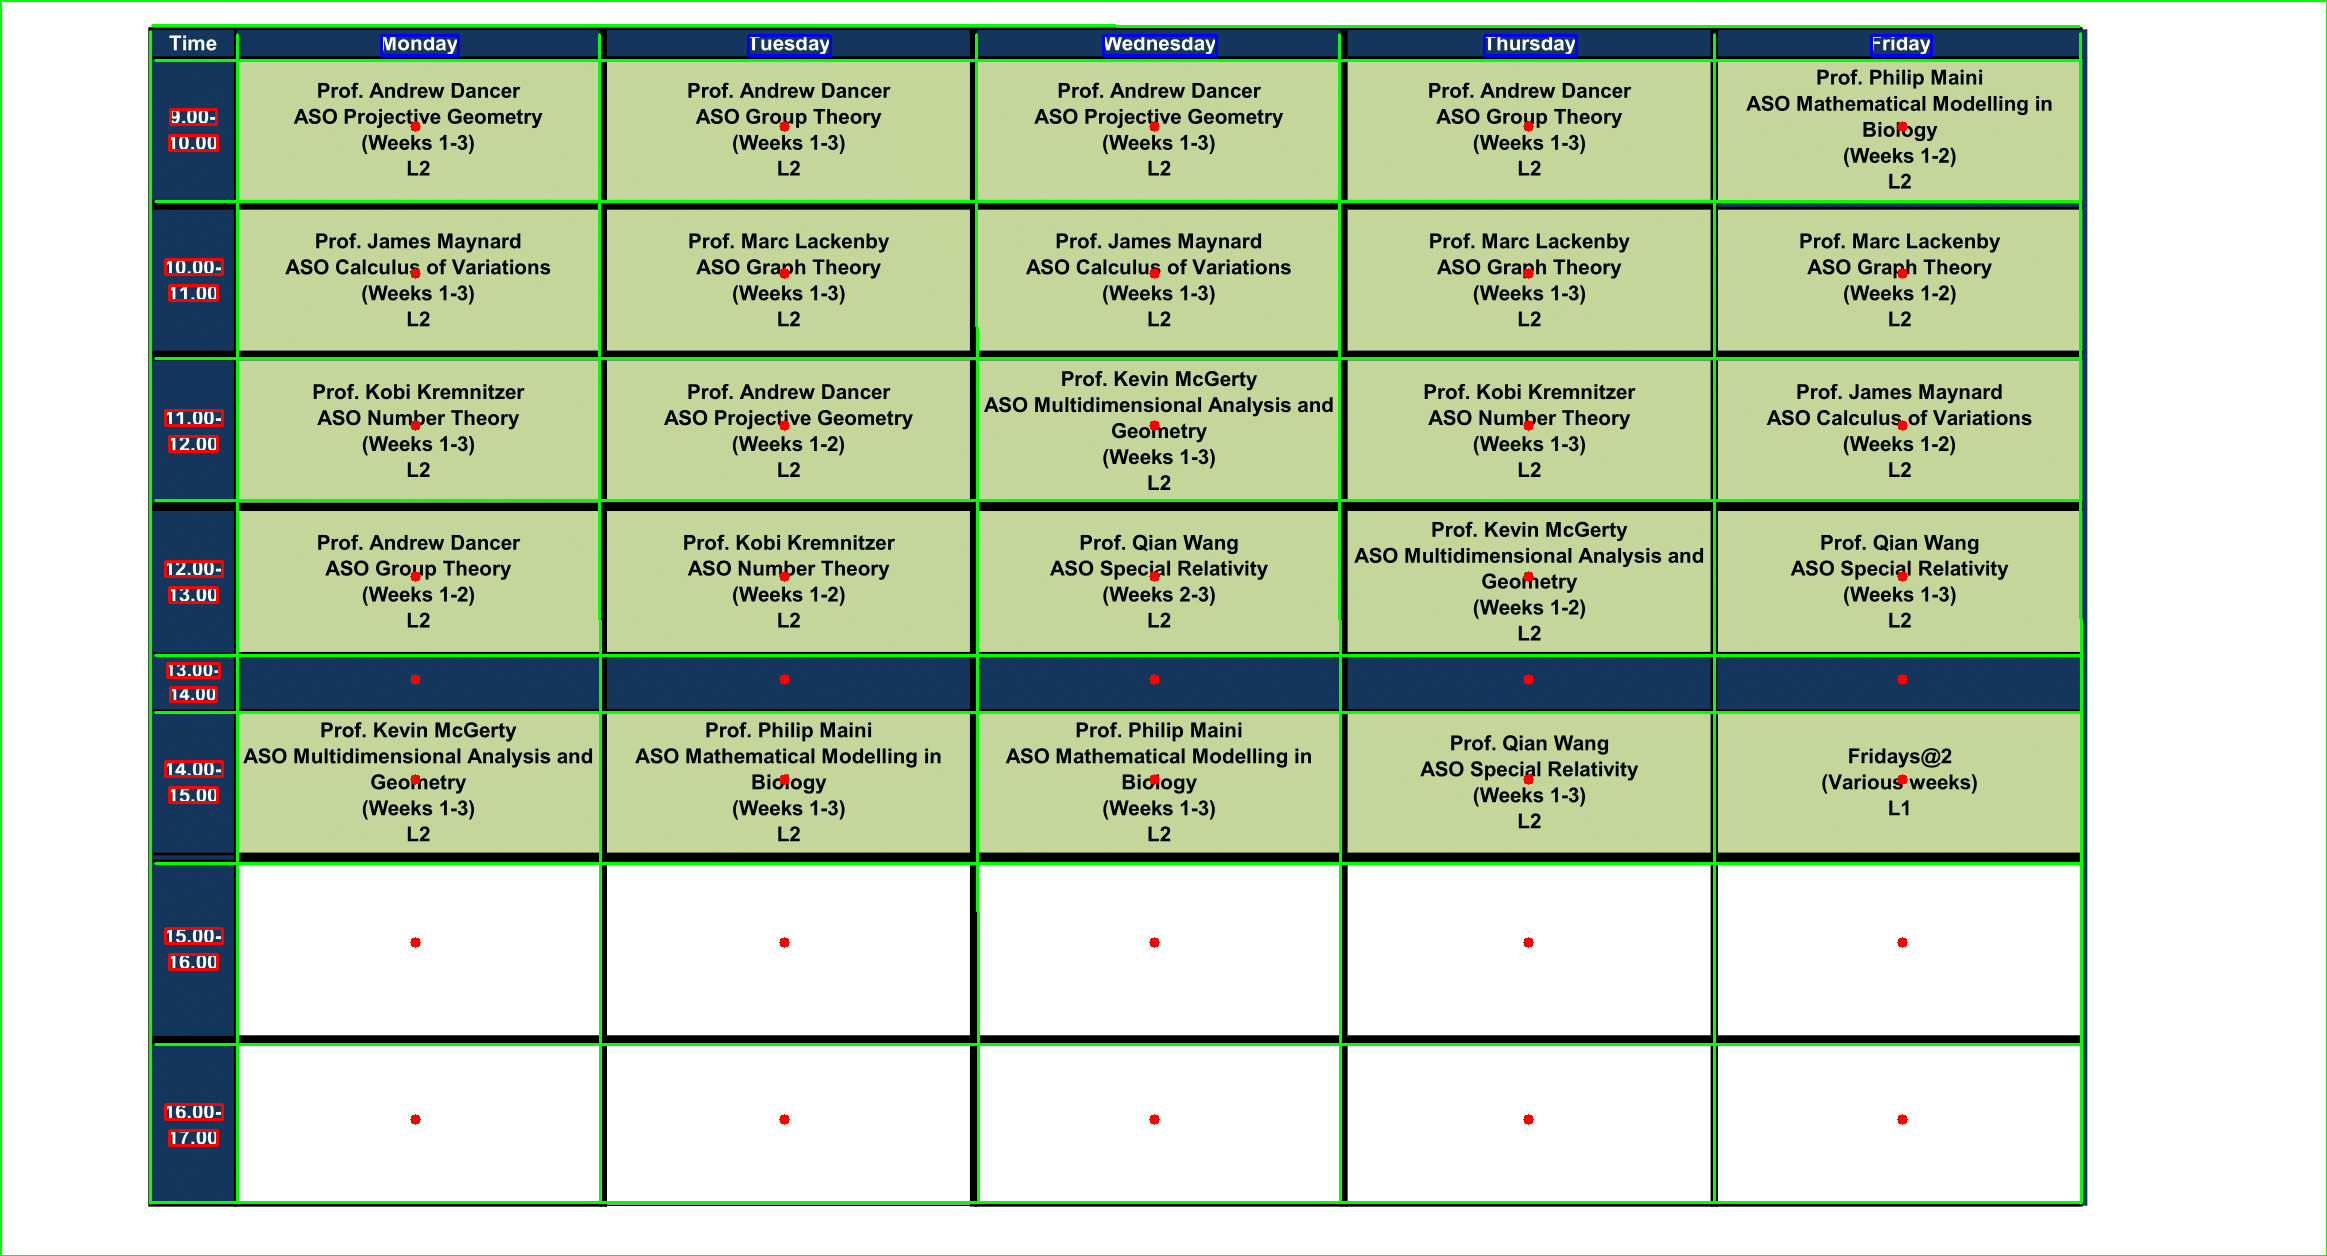 Time Monday Tuesday Wednesday Thursday Friday
9.00-
10.00
Prof. Andrew Dancer
ASO Projective Geometry
(Weeks 1-3)
L2
Prof. Andrew Dancer
ASO Group Theory
(Weeks 1-3)
L2
Prof. Andrew Dancer
ASO Projective Geometry
(Weeks 1-3)
L2
Prof. Andrew Dancer
ASO Group Theory
(Weeks 1-3)
L2
Prof. Philip Maini
ASO Mathematical Modelling in
Biology
(Weeks 1-2)
L2
10.00-
11.00
Prof. James Maynard
ASO Calculus of Variations
(Weeks 1-3)
L2
Prof. Marc Lackenby
ASO Graph Theory
(Weeks 1-3)
L2
Prof. James Maynard
ASO Calculus of Variations
(Weeks 1-3)
L2
Prof. Marc Lackenby
ASO Graph Theory
(Weeks 1-3)
L2
Prof. Marc Lackenby
ASO Graph Theory
(Weeks 1-2)
L2
11.00-
12.00
Prof. Kobi Kremnitzer
ASO Number Theory
(Weeks 1-3)
L2
Prof. Andrew Dancer
ASO Projective Geometry
(Weeks 1-2)
L2
Prof. Kevin McGerty
ASO Multidimensional Analysis and
Geometry
(Weeks 1-3)
L2
Prof. Kobi Kremnitzer
ASO Number Theory
(Weeks 1-3)
L2
Prof. James Maynard
ASO Calculus of Variations
(Weeks 1-2)
L2
12.00-
13.00
Prof. Andrew Dancer
ASO Group Theory
(Weeks 1-2)
L2
Prof. Kobi Kremnitzer
ASO Number Theory
(Weeks 1-2)
L2
Prof. Qian Wang
ASO Special Relativity
(Weeks 2-3)
L2
Prof. Kevin McGerty
ASO Multidimensional Analysis and
Geometry
(Weeks 1-2)
L2
Prof. Qian Wang
ASO Special Relativity
(Weeks 1-3)
L2
13.00-
14.00
14.00-
15.00
Prof. Kevin McGerty
ASO Multidimensional Analysis and
Geometry
(Weeks 1-3)
L2
Prof. Philip Maini
ASO Mathematical Modelling in
Biology
(Weeks 1-3)
L2
Prof. Philip Maini
ASO Mathematical Modelling in
Biology
(Weeks 1-3)
L2
Prof. Qian Wang
ASO Special Relativity
(Weeks 1-3)
L2
Fridays@2
(Various weeks)
L1
15.00-
16.00
16.00-
17.00